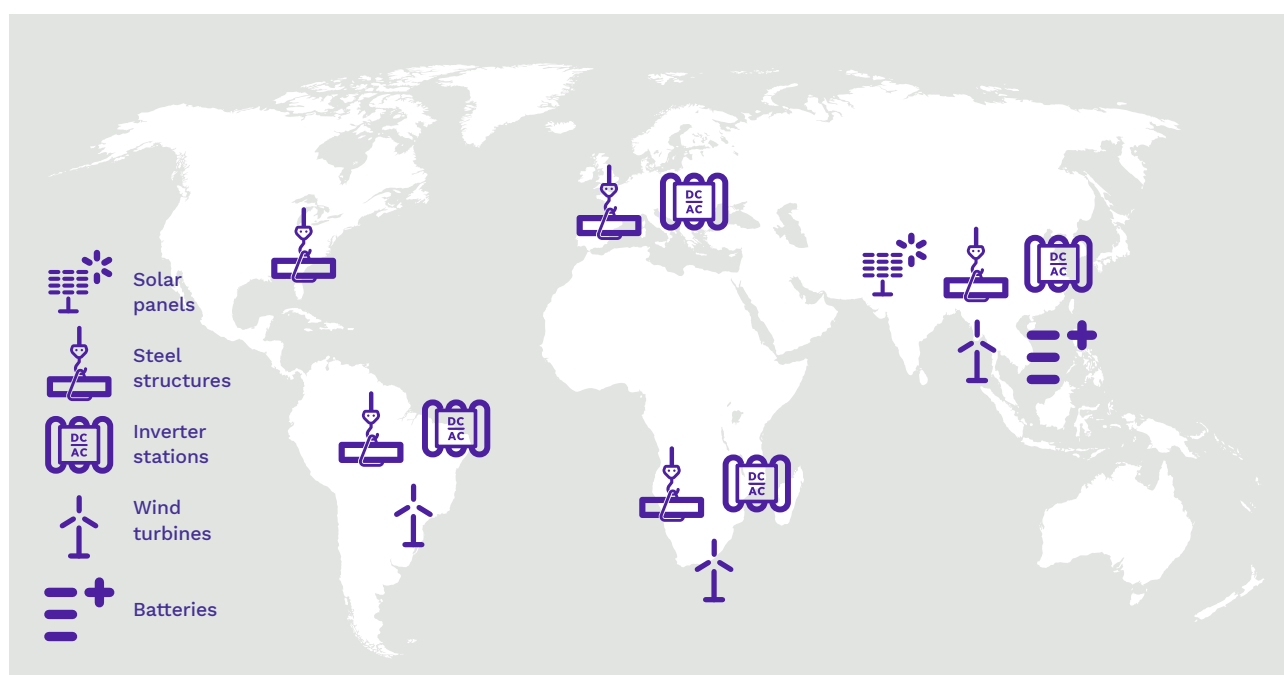 Solar
panels
Steel
structures
DC
AC
Inverter
stations
Wind
turbines
Batteries
DC
AC
DC
AC
DC
AC
DC
AC